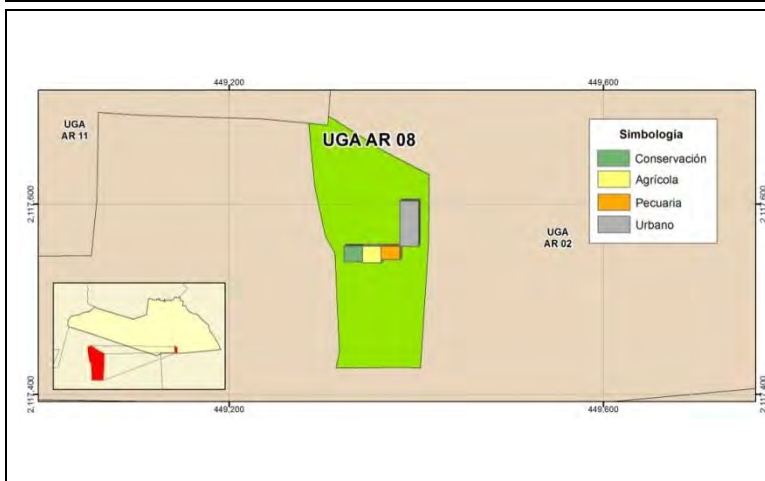 449,200
449,600
UGA
AR 11
UGA AR 08
Simbología
Conservación
Agrícola
Pecuaria
Urbano
2,117,600
2,117,600
UGA
AR 02
2,117,400
2,117,400
449,200
449,600